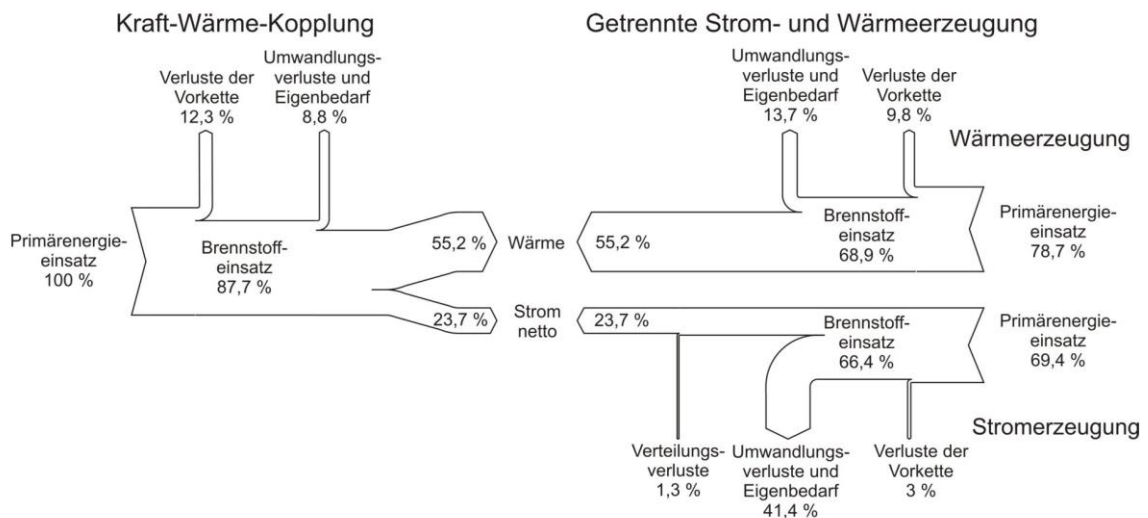 Kraft-Wärme-Kopplung
Verluste der
Vorkette
12,3 %
Umwandlungs-
verluste und
Eigenbedarf
8,8 %
Primärenergie-
einsatz
100 %
Brennstoff-
einsatz
87,7 %
55,2 %
23,7 %
Wärme
Strom
netto
Getrennte Strom- und Wärmeerzeugung
Umwandlungs-
verluste und
Eigenbedarf
13,7 %
Verluste der
Vorkette
9,8 %
Wärmeerzeugung
55,2 %
Brennstoff-
einsatz
68,9 %
Primärenergie-
einsatz
78,7 %
23,7 %
Brennstoff-
einsatz
66,4 %
Primärenergie-
einsatz
69,4 %
Stromerzeugung
Verteilungs-
verluste
1,3 %
Umwandlungs-
verluste und
Eigenbedarf
41,4 %
Verluste der
Vorkette
3 %